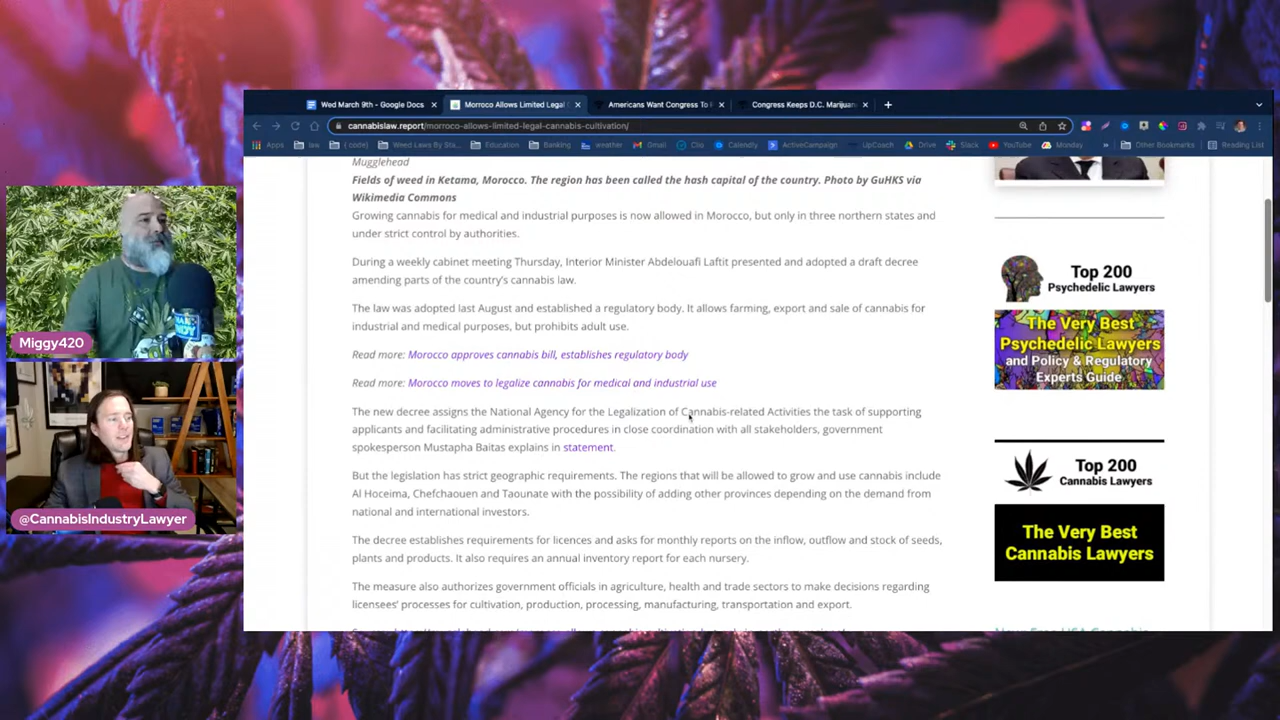 Wed March 9th - Google Docs
Morroco Allows Limited Legal
Americans Want Congress To
Congress Keeps D.C. Marijuan
cannabislaw.report/morroco-allows-limited-legal-cannabis-cultivation/
Apps
law
( code)
Weed Laws By Sta...
Education
Banking
weather
Gmail
Clio
Calendly
ActiveCampaign
UpCoach
Drive
Slack
YouTube
Monday
Other Bookmarks
Reading List
Mugglehead
Fields of weed in Ketama, Morocco. The region has been called the hash capital of the country. Photo by GuHKS via
Wikimedia Commons
Growing cannabis for medical and industrial purposes is now allowed in Morocco, but only in three northern states and
under strict control by authorities.
During a weekly cabinet meeting Thursday, Interior Minister Abdelouafi Laftit presented and adopted a draft decree
amending parts of the country's cannabis law.
The law was adopted last August and established a regulatory body. It allows farming, export and sale of cannabis for
industrial and medical purposes, but prohibits adult use.
Read more: Morocco approves cannabis bill, establishes regulatory body
Read more: Morocco moves to legalize cannabis for medical and industrial use
The new decree assigns the National Agency for the Legalization of Cannabis-related Activities the task of supporting
applicants and facilitating administrative procedures in close coordination with all stakeholders, government
spokesperson Mustapha Baitas explains in statement.
But the legislation has strict geographic requirements. The regions that will be allowed to grow and use cannabis include
Al Hoceima, Chefchaouen and Taounate with the possibility of adding other provinces depending on the demand from
national and international investors.
The decree establishes requirements for licences and asks for monthly reports on the inflow, outflow and stock of seeds,
plants and products. It also requires an annual inventory report for each nursery.
The measure also authorizes government officials in agriculture, health and trade sectors to make decisions regarding
licensees' processes for cultivation, production, processing, manufacturing, transportation and export.
Top 200
Psychedelic Lawyers
The Very Best
Psychedelic Lawyers
and Policy & Regulatory
Experts Guide
Top 200
Cannabis Lawyers
The Very Best
Cannabis Lawyers
Miggy420
@CannabisIndustryLawyer